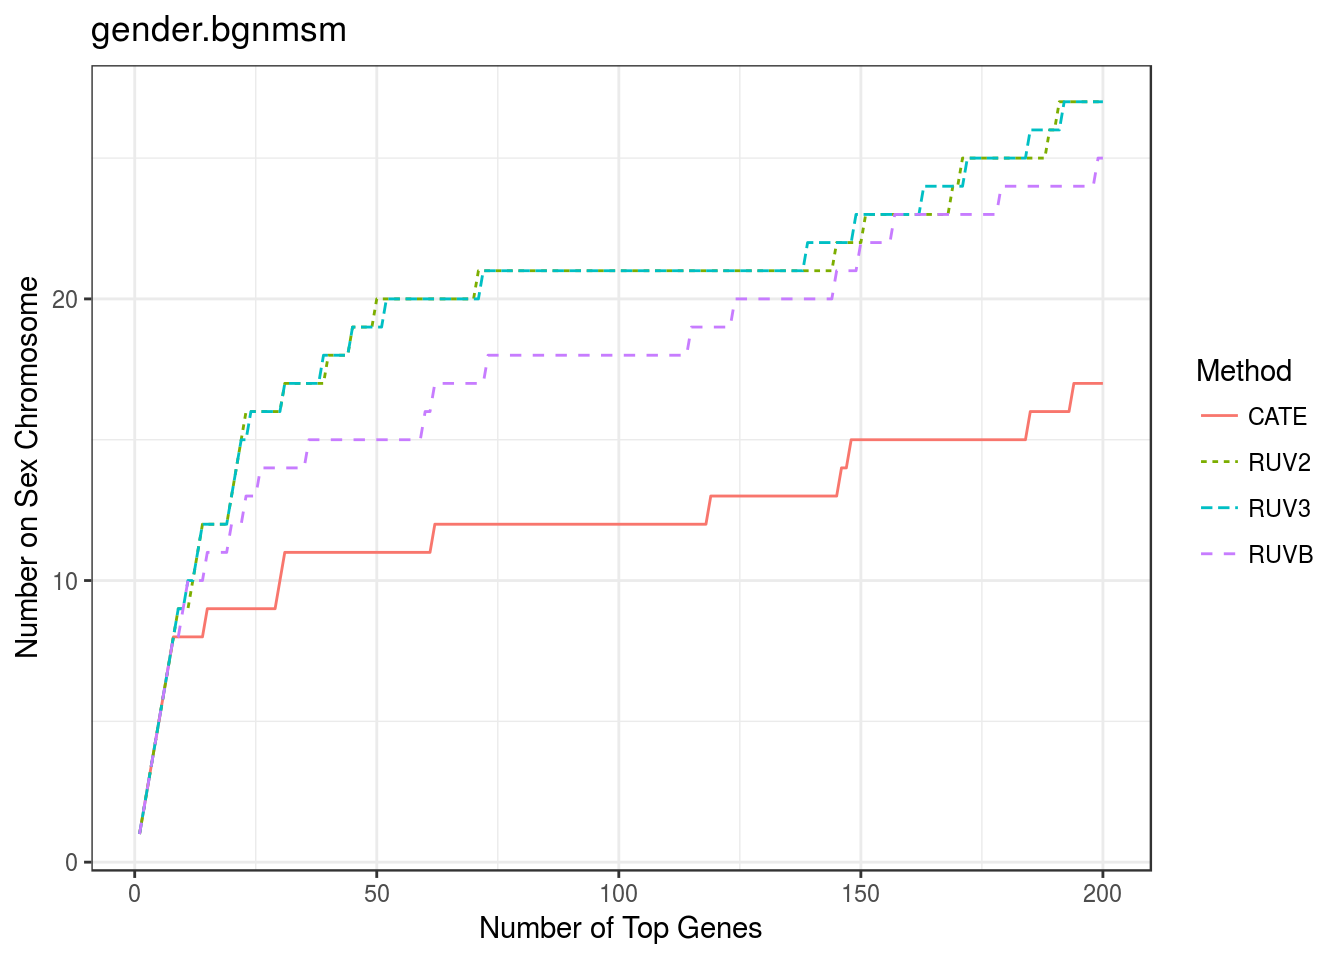 gender.bgnmsm
Number on Sex Chromosome
20
10
0
0
50
100
150
200
Number of Top Genes
Method
CATE
RUV2
RUV3
RUVB